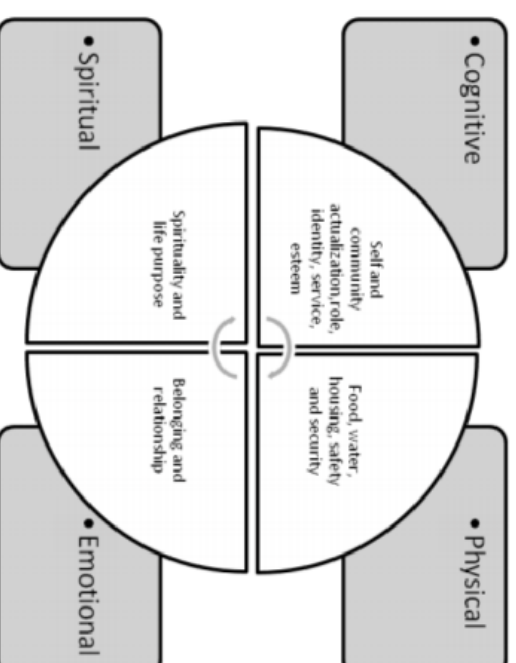 • Cognitive
• Physical
Self and
community
actualization,role,
identity, service,
esteem
Food, water,
housing, safety
and security
Spirituality and
life purpose
Belonging and
relationship
• Spiritual
• Emotional